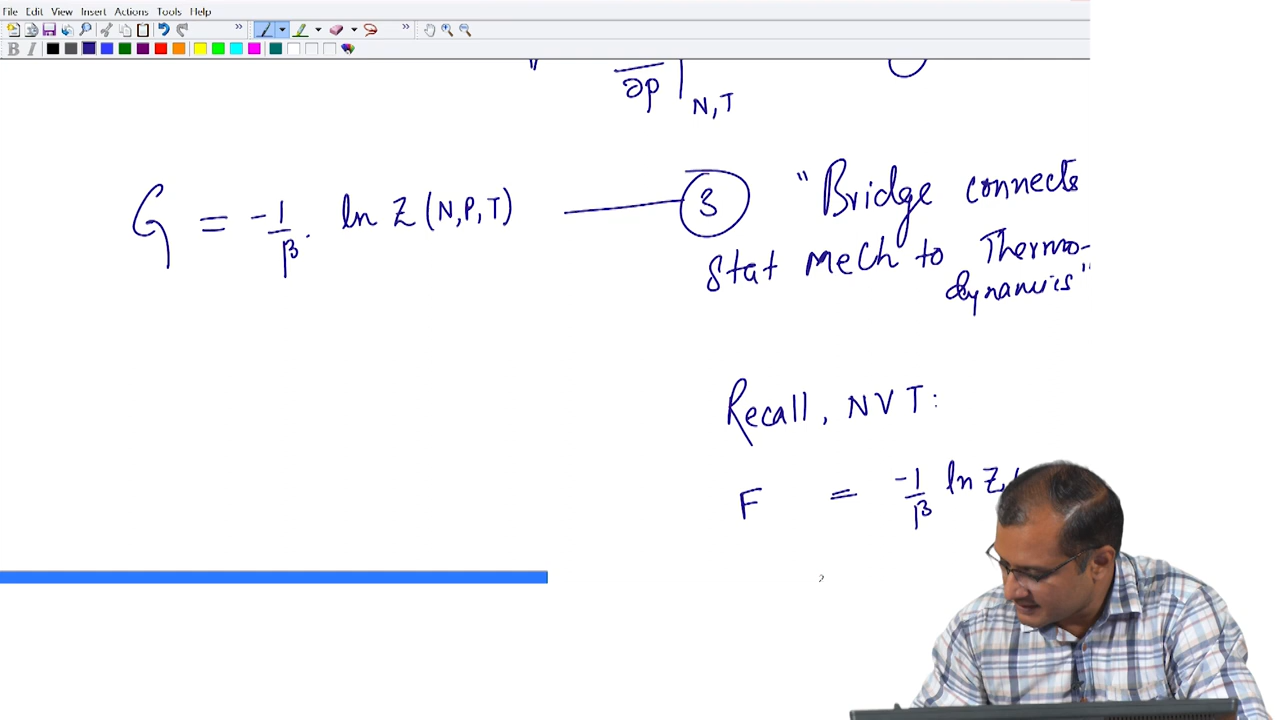 File Edit View Insert Actions Tools Help
B I
∂p | N,T
G = -1/β . ln Z (N,P,T) ——— 3 "Bridge connects
Stat Mech to Thermo-
dynamics"
Recall, NVT:
F = -1/β ln Z